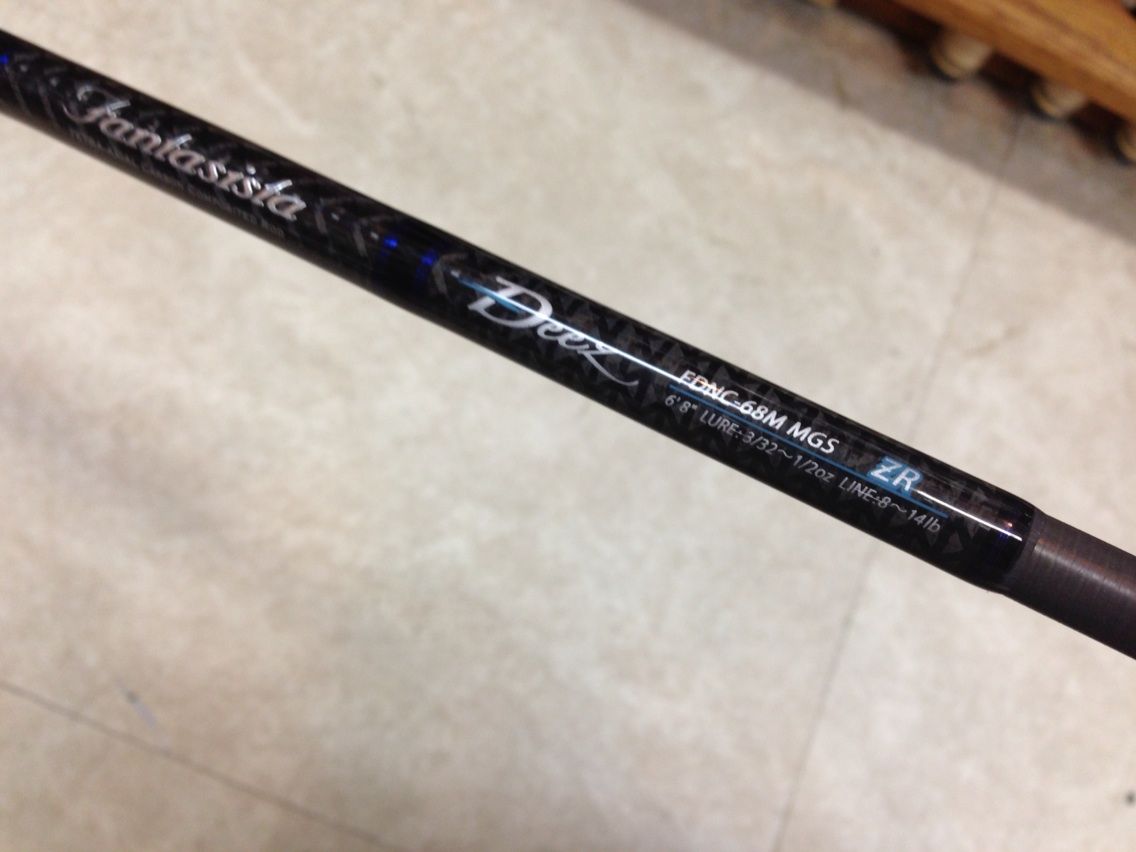 Fantasista
Deez
FDNC-68M MGS ZR
6'8" LURE:3/32～1/2oz LINE:8～14lb